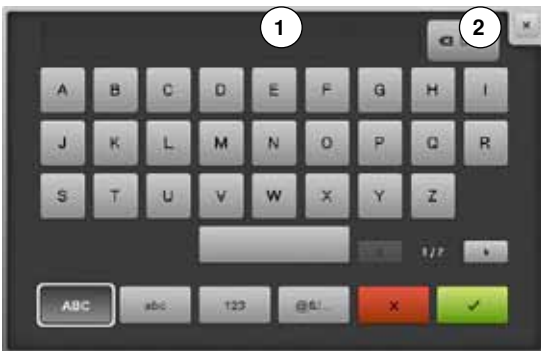 1 2 ×
A B C D E F G H I
J K L M N O P Q R
S T U V W X Y Z
1/7
ABC abc 123 @&!...